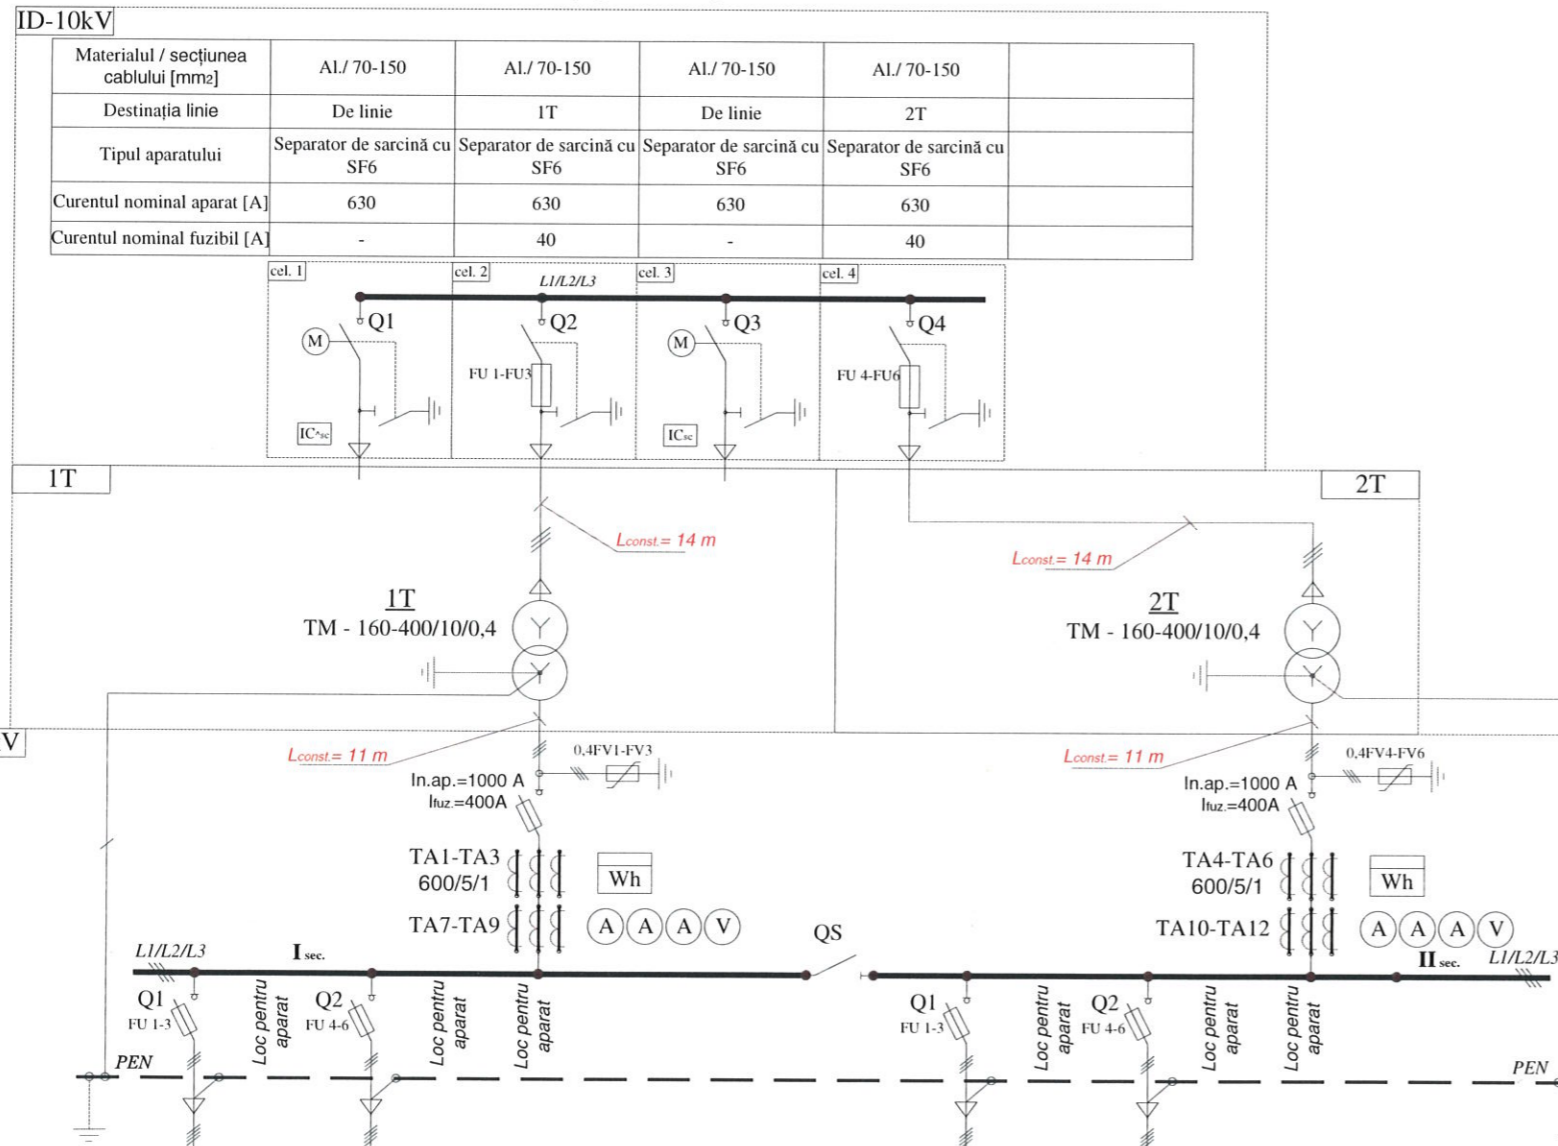 ID-10kV
Materialul / secțiunea
cablului [mm2]
Al./ 70-150
Al./ 70-150
Al./ 70-150
Al./ 70-150
Destinația linie
De linie
1T
De linie
2T
Tipul aparatului
Separator de sarcină cu
SF6
Separator de sarcină cu
SF6
Separator de sarcină cu
SF6
Separator de sarcină cu
SF6
Curentul nominal aparat [A]
630
630
630
630
Curentul nominal fuzibil [A]
-
40
-
40
cel. 1
cel. 2
cel. 3
cel. 4
L1/L2/L3
Q1
Q2
Q3
Q4
M
M
FU 1-FU3
FU 4-FU6
ICsc
1T
2T
Lconst.= 14 m
Lconst.= 14 m
1T
TM - 160-400/10/0,4
2T
TM - 160-400/10/0,4
V
Lconst.= 11 m
0,4FV1-FV3
Lconst.= 11 m
0,4FV4-FV6
In.ap.=1000 A
Ifuz.=400A
In.ap.=1000 A
Ifuz.=400A
TA1-TA3
600/5/1
Wh
TA4-TA6
600/5/1
Wh
TA7-TA9
A A A V
QS
TA10-TA12
A A A V
L1/L2/L3
I sec.
II sec.
L1/L2/L3
Q1
FU 1-3
Loc pentru
aparat
Q2
FU 4-6
Loc pentru
aparat
Loc pentru
aparat
Q1
FU 1-3
Loc pentru
aparat
Q2
FU 4-6
Loc pentru
aparat
Loc pentru
aparat
PEN
PEN